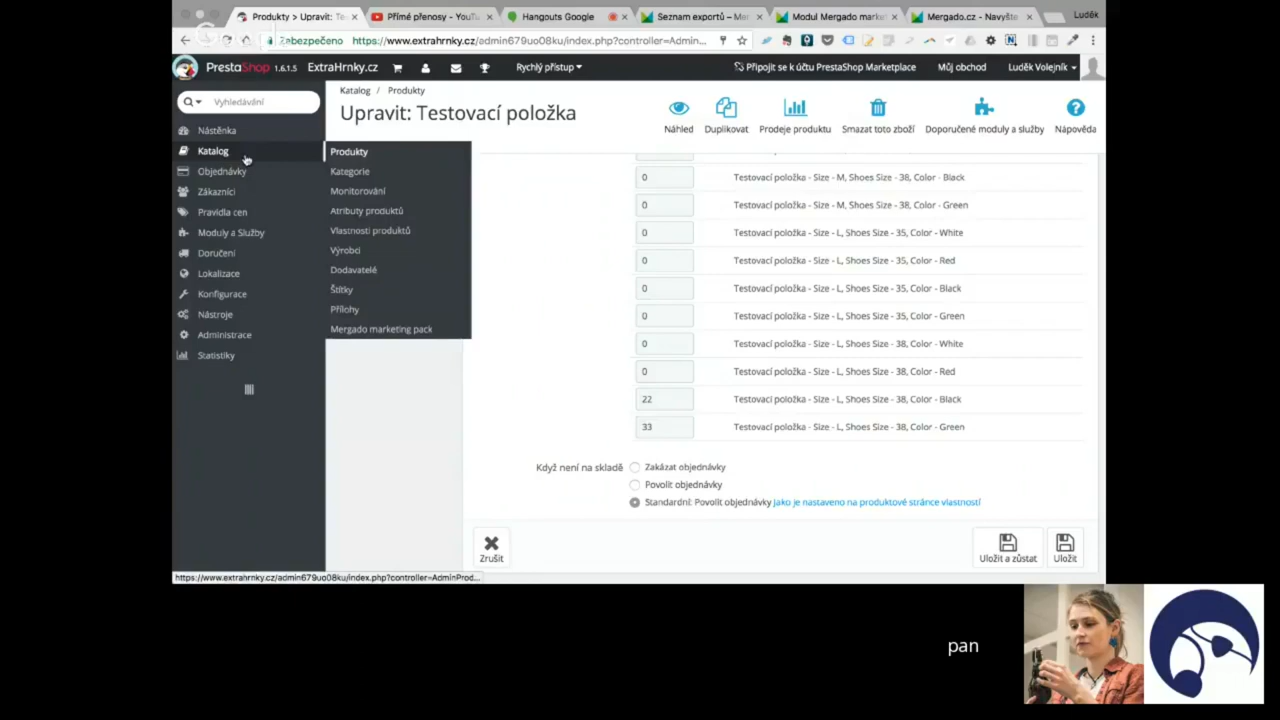 Produkty > Upravit: Te
Přímé přenosy - YouTu
Hangouts Google
Seznam exportů – Mer
Modul Mergado market
Mergado.cz - Navyšte
Luděk
Zabezpečeno https://www.extrahrnky.cz/admin679uo08ku/index.php?controller=Admin...
PrestaShop 1.6.1.5 ExtraHrnky.cz Rychlý přístup Připojit se k účtu PrestaShop Marketplace Můj obchod Luděk Volejník
Vyhledávání
Nástěnka
Katalog
Objednávky
Zákazníci
Pravidla cen
Moduly a Služby
Doručení
Lokalizace
Konfigurace
Nástroje
Administrace
Statistiky
Katalog / Produkty
Upravit: Testovací položka
Náhled
Duplikovat
Prodeje produktu
Smazat toto zboží
Doporučené moduly a služby
Nápověda
Produkty
Kategorie
Monitorování
Atributy produktů
Vlastnosti produktů
Výrobci
Dodavatelé
Štítky
Přílohy
Mergado marketing pack
0 Testovací položka - Size - M, Shoes Size - 38, Color - Black
0 Testovací položka - Size - M, Shoes Size - 38, Color - Green
0 Testovací položka - Size - L, Shoes Size - 35, Color - White
0 Testovací položka - Size - L, Shoes Size - 35, Color - Red
0 Testovací položka - Size - L, Shoes Size - 35, Color - Black
0 Testovací položka - Size - L, Shoes Size - 35, Color - Green
0 Testovací položka - Size - L, Shoes Size - 38, Color - White
0 Testovací položka - Size - L, Shoes Size - 38, Color - Red
22 Testovací položka - Size - L, Shoes Size - 38, Color - Black
33 Testovací položka - Size - L, Shoes Size - 38, Color - Green
Když není na skladě
Zakázat objednávky
Povolit objednávky
Standardní: Povolit objednávky Jako je nastaveno na produktové stránce vlastností
Zrušit
Uložit a zůstat
Uložit
https://www.extrahrnky.cz/admin679uo08ku/index.php?controller=AdminProd...
pan